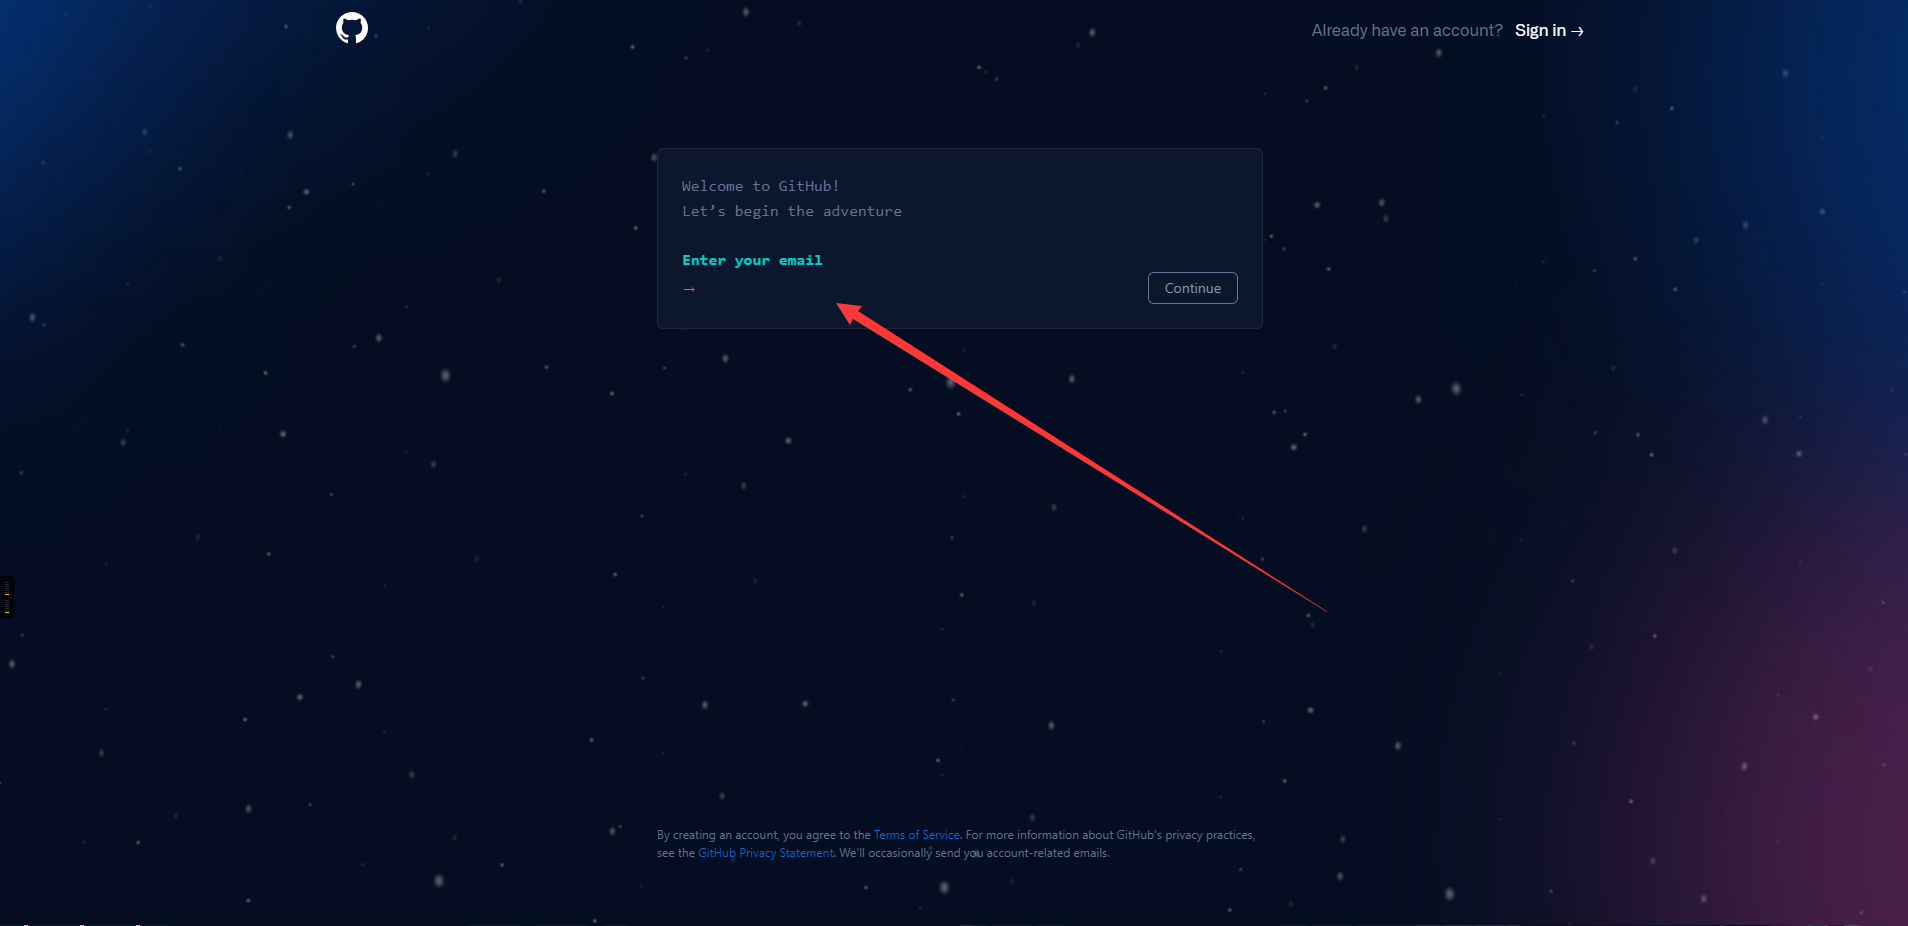 Already have an account? Sign in →
Welcome to GitHub!
Let’s begin the adventure
Enter your email
→
Continue
By creating an account, you agree to the Terms of Service. For more information about GitHub's privacy practices,
see the GitHub Privacy Statement. We'll occasionally send you account-related emails.